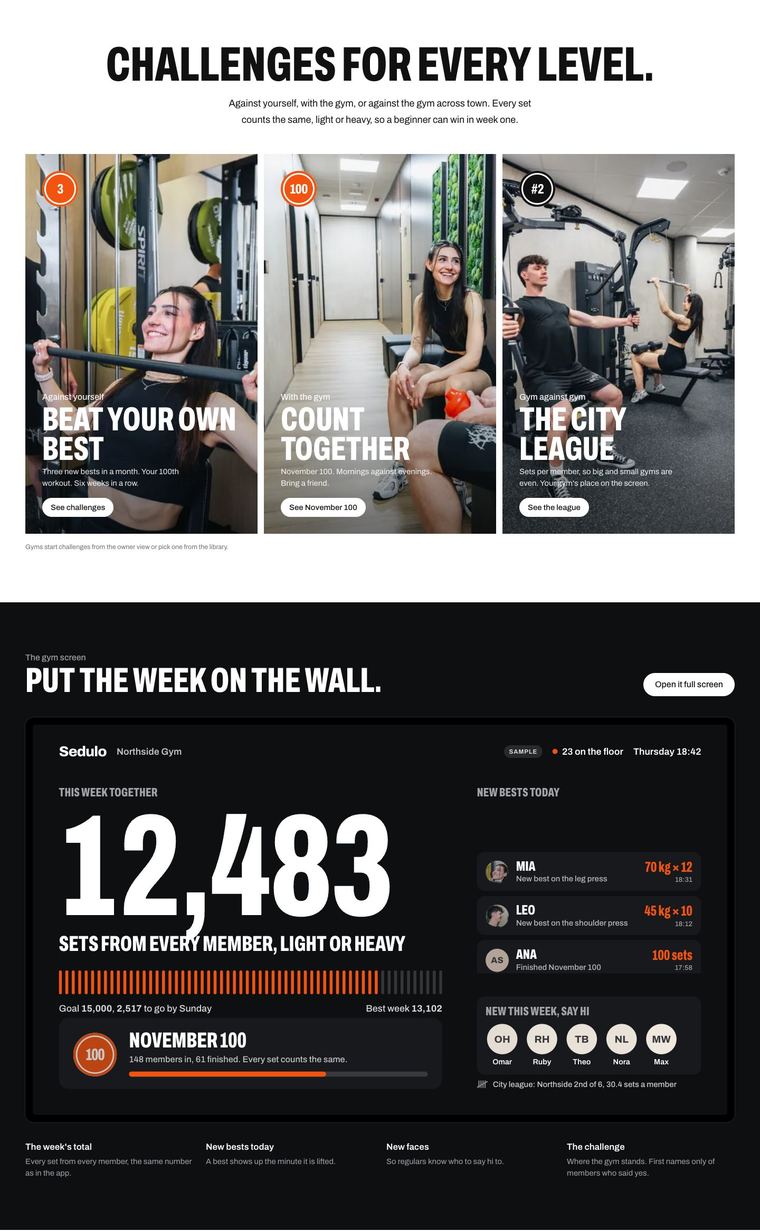 CHALLENGES FOR EVERY LEVEL.
Against yourself, with the gym, or against the gym across town. Every set
counts the same, light or heavy, so a beginner can win in week one.
3
SPIRIT
Against yourself
BEAT YOUR OWN
BEST
Three new bests in a month. Your 100th
workout. Six weeks in a row.
See challenges
100
With the gym
COUNT
TOGETHER
November 100. Mornings against evenings.
Bring a friend.
See November 100
#2
Gym against gym
THE CITY
LEAGUE
Sets per member, so big and small gyms are
even. Your gym's place on the screen.
See the league
Gyms start challenges from the owner view or pick one from the library.
The gym screen
PUT THE WEEK ON THE WALL.
Open it full screen
Sedulo Northside Gym
SAMPLE 23 on the floor Thursday 18:42
THIS WEEK TOGETHER
12,483
SETS FROM EVERY MEMBER, LIGHT OR HEAVY
Goal 15,000, 2,517 to go by Sunday
Best week 13,102
100
NOVEMBER 100
148 members in, 61 finished. Every set counts the same.
NEW BESTS TODAY
MIA
New best on the leg press
70 kg × 12
18:31
LEO
New best on the shoulder press
45 kg × 10
18:12
AS
ANA
Finished November 100
100 sets
17:58
NEW THIS WEEK, SAY HI
OH RH TB NL MW
Omar Ruby Theo Nora Max
City league: Northside 2nd of 6, 30.4 sets a member
The week's total
Every set from every member, the same number
as in the app.
New bests today
A best shows up the minute it is lifted.
New faces
So regulars know who to say hi to.
The challenge
Where the gym stands. First names only of
members who said yes.